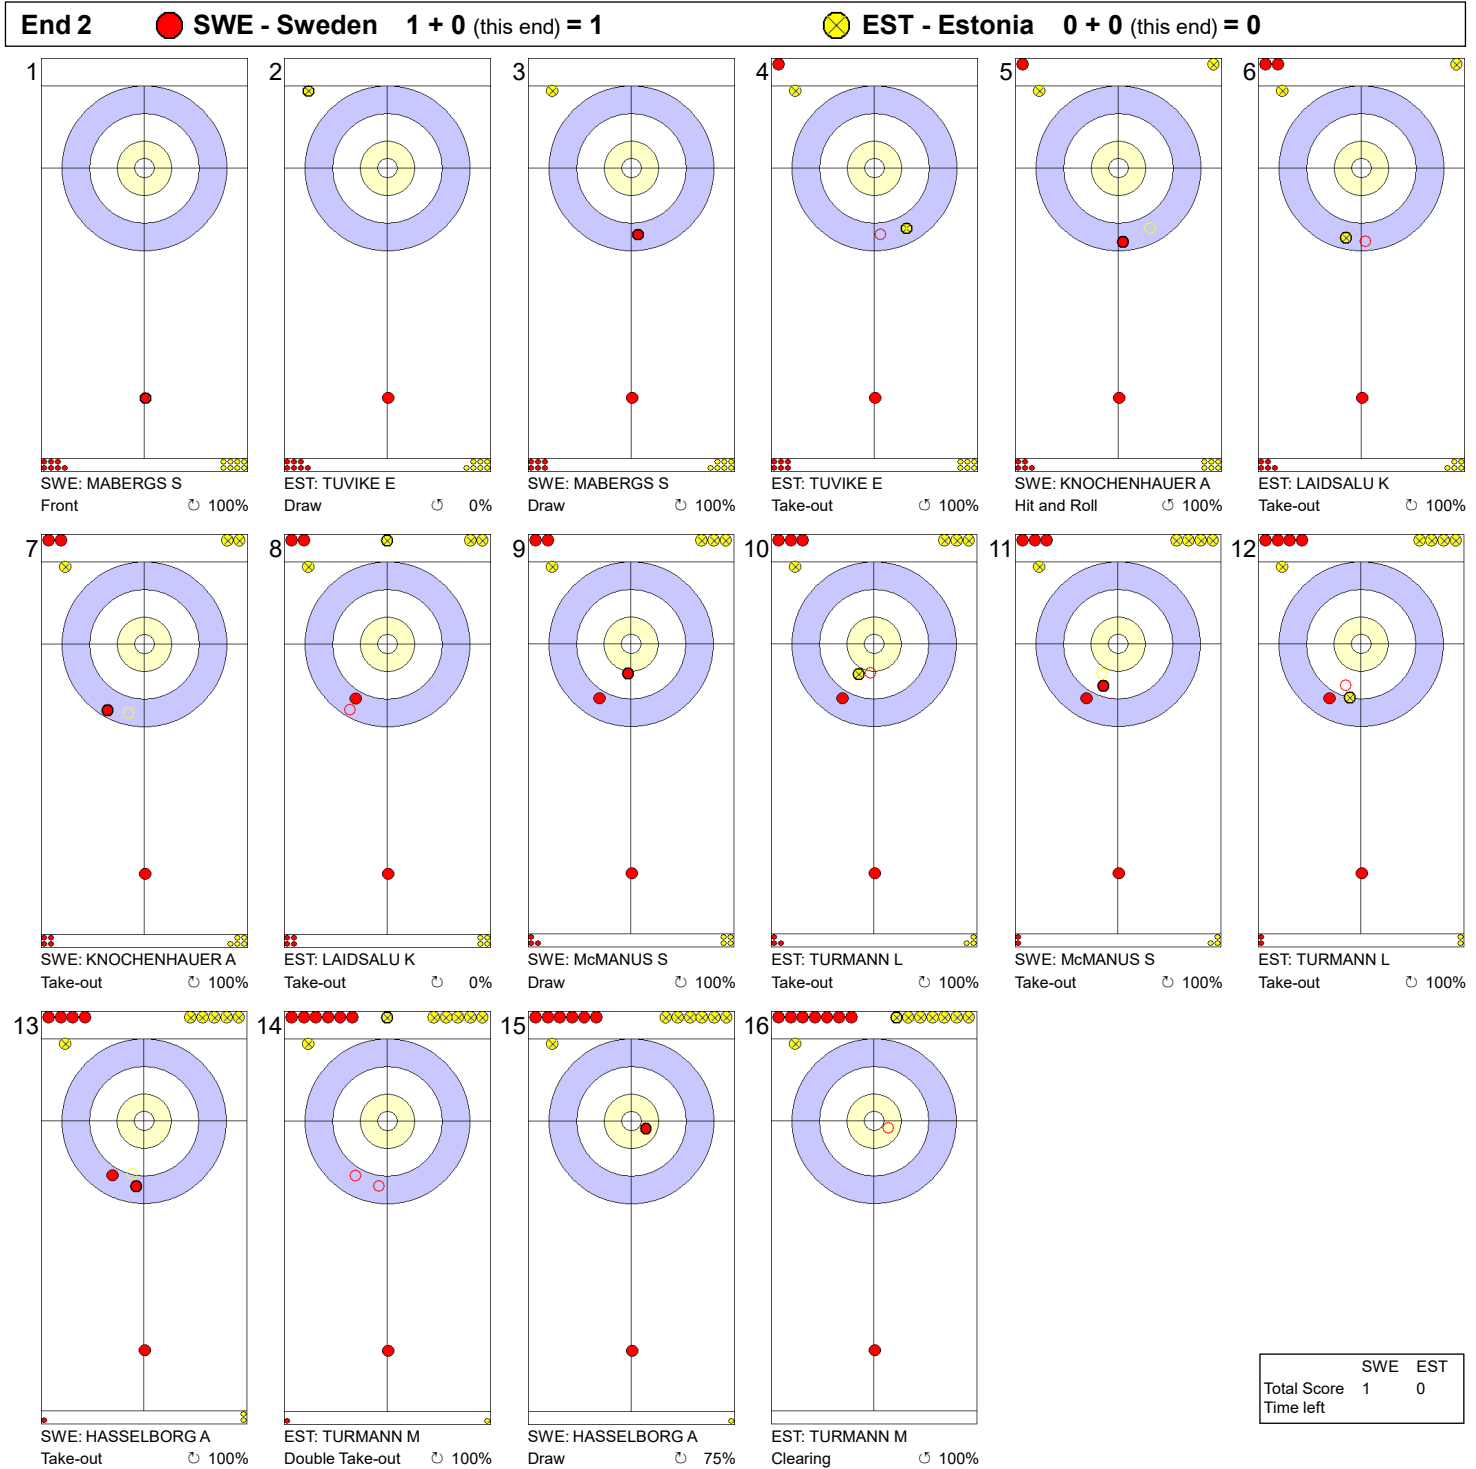 End 2 SWE - Sweden 1 + 0 (this end) = 1 EST - Estonia 0 + 0 (this end) = 0
1 2 3 4 5 6
SWE: MABERGS S EST: TUVIKE E SWE: MABERGS S EST: TUVIKE E SWE: KNOCHENHAUER A EST: LAIDSALU K
Front ↻ 100% Draw ↺ 0% Draw ↻ 100% Take-out ↺ 100% Hit and Roll ↺ 100% Take-out ↻ 100%
7 8 9 10 11 12
SWE: KNOCHENHAUER A EST: LAIDSALU K SWE: McMANUS S EST: TURMANN L SWE: McMANUS S EST: TURMANN L
Take-out ↻ 100% Take-out ↻ 0% Draw ↻ 100% Take-out ↺ 100% Take-out ↻ 100% Take-out ↻ 100%
13 14 15 16
SWE EST
Total Score 1 0
Time left
SWE: HASSELBORG A EST: TURMANN M SWE: HASSELBORG A EST: TURMANN M
Take-out ↻ 100% Double Take-out ↻ 100% Draw ↻ 75% Clearing ↺ 100%